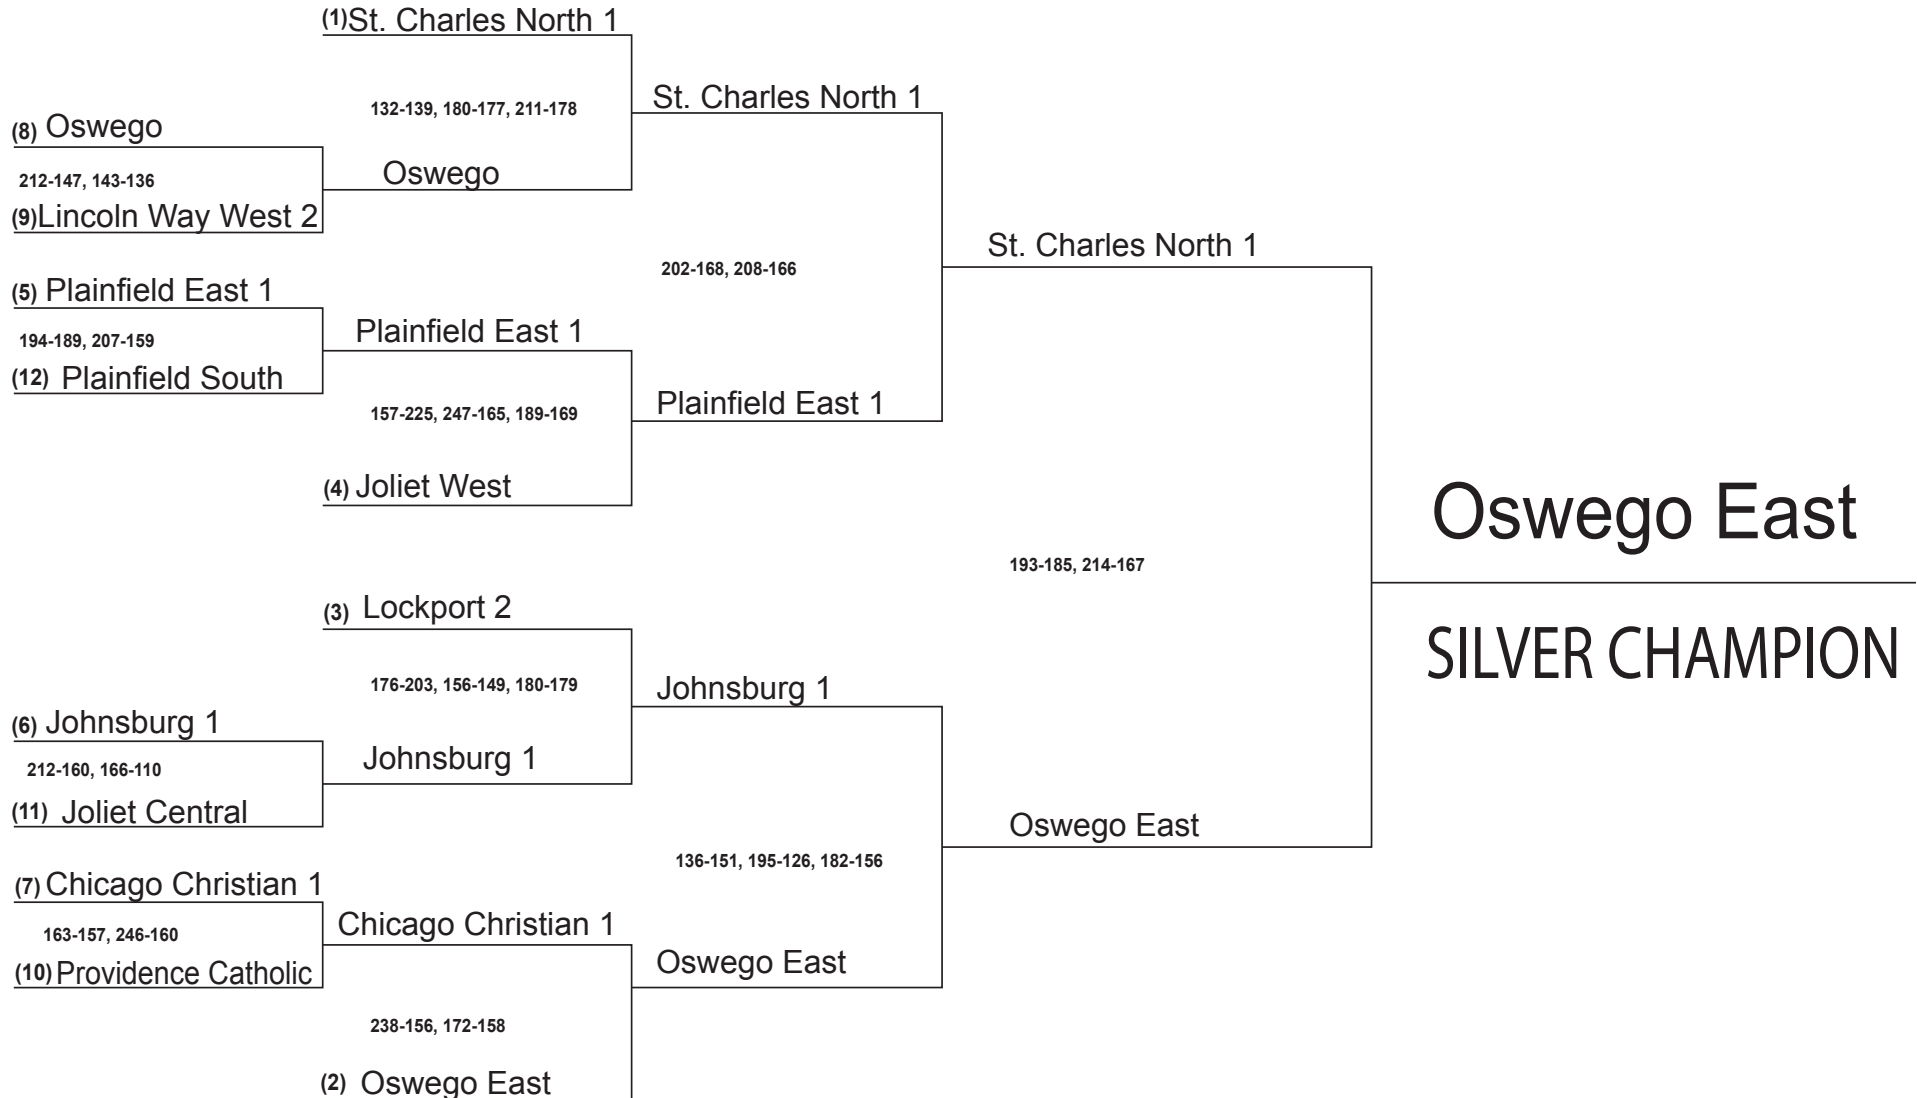 (1)St. Charles North 1
132-139, 180-177, 211-178
St. Charles North 1
(8) Oswego
212-147, 143-136
Oswego
(9)Lincoln Way West 2
202-168, 208-166
St. Charles North 1
(5) Plainfield East 1
194-189, 207-159
Plainfield East 1
(12) Plainfield South
157-225, 247-165, 189-169
Plainfield East 1
(4) Joliet West
Oswego East
193-185, 214-167
SILVER CHAMPION
(3) Lockport 2
176-203, 156-149, 180-179
Johnsburg 1
(6) Johnsburg 1
212-160, 166-110
Johnsburg 1
(11) Joliet Central
Oswego East
136-151, 195-126, 182-156
(7) Chicago Christian 1
163-157, 246-160
Chicago Christian 1
(10) Providence Catholic
Oswego East
238-156, 172-158
(2) Oswego East